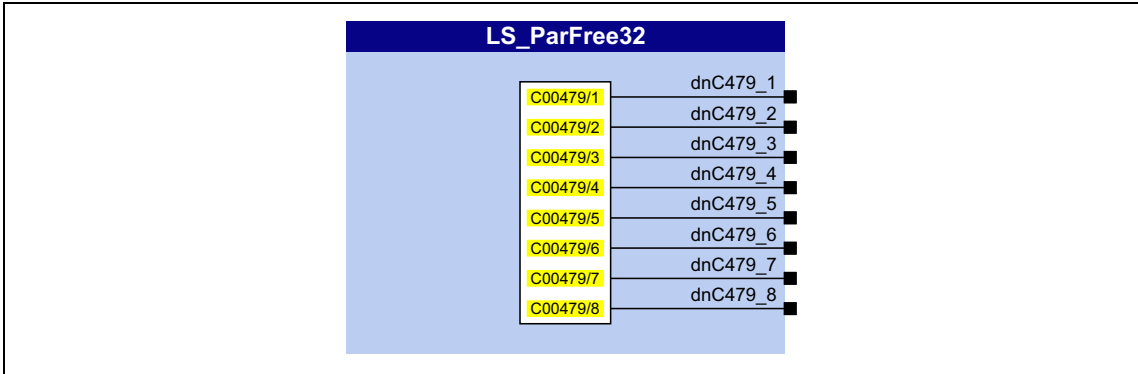 LS_ParFree32
C00479/1 dnC479_1
C00479/2 dnC479_2
C00479/3 dnC479_3
C00479/4 dnC479_4
C00479/5 dnC479_5
C00479/6 dnC479_6
C00479/7 dnC479_7
C00479/8 dnC479_8